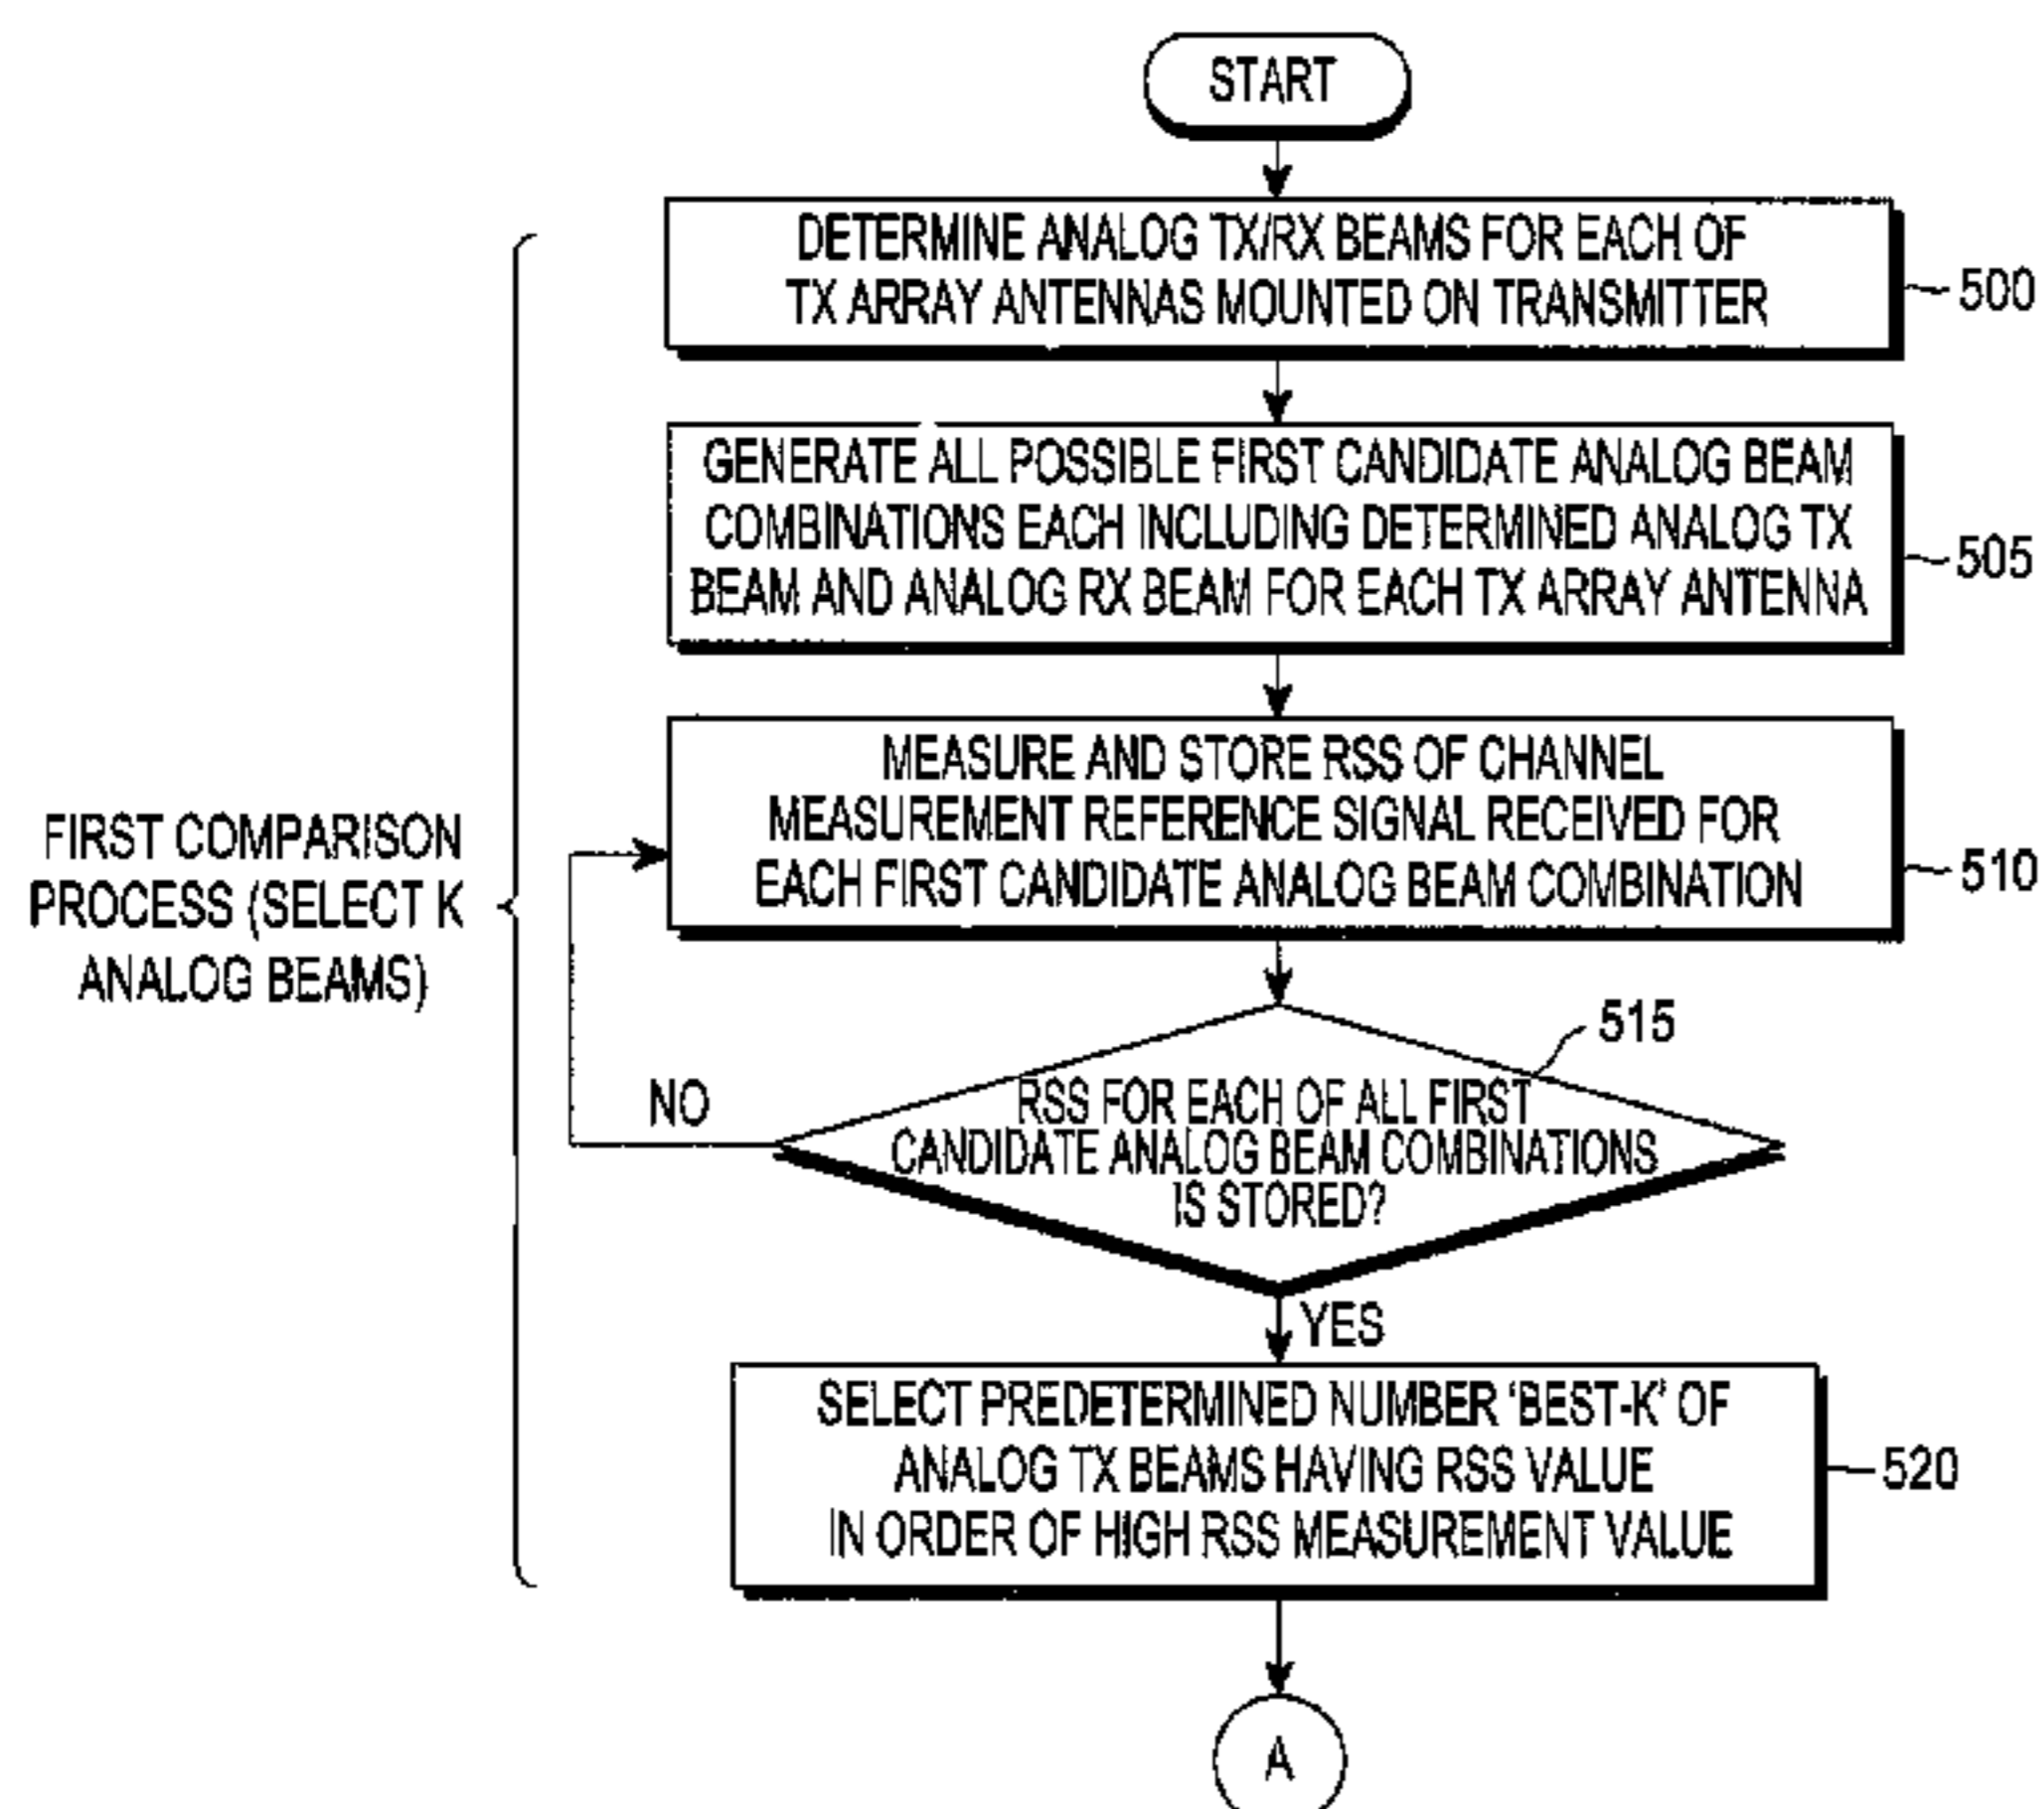 START
DETERMINE ANALOG TX/RX BEAMS FOR EACH OF
TX ARRAY ANTENNAS MOUNTED ON TRANSMITTER
500
GENERATE ALL POSSIBLE FIRST CANDIDATE ANALOG BEAM
COMBINATIONS EACH INCLUDING DETERMINED ANALOG TX
BEAM AND ANALOG RX BEAM FOR EACH TX ARRAY ANTENNA
505
MEASURE AND STORE RSS OF CHANNEL
MEASUREMENT REFERENCE SIGNAL RECEIVED FOR
EACH FIRST CANDIDATE ANALOG BEAM COMBINATION
510
FIRST COMPARISON
PROCESS (SELECT K
ANALOG BEAMS)
515
RSS FOR EACH OF ALL FIRST
CANDIDATE ANALOG BEAM COMBINATIONS
IS STORED?
NO
YES
SELECT PREDETERMINED NUMBER 'BEST-K' OF
ANALOG TX BEAMS HAVING RSS VALUE
IN ORDER OF HIGH RSS MEASUREMENT VALUE
520
A